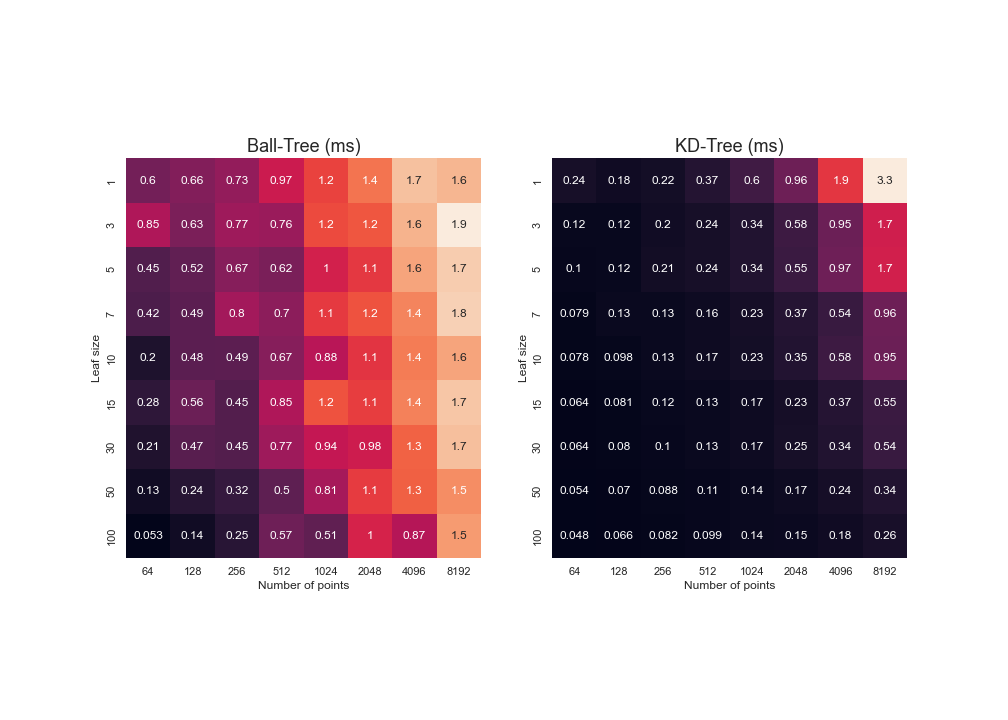 Ball-Tree (ms)
Leaf size
1 0.6 0.66 0.73 0.97 1.2 1.4 1.7 1.6
3 0.85 0.63 0.77 0.76 1.2 1.2 1.6 1.9
5 0.45 0.52 0.67 0.62 1 1.1 1.6 1.7
7 0.42 0.49 0.8 0.7 1.1 1.2 1.4 1.8
10 0.2 0.48 0.49 0.67 0.88 1.1 1.4 1.6
15 0.28 0.56 0.45 0.85 1.2 1.1 1.4 1.7
30 0.21 0.47 0.45 0.77 0.94 0.98 1.3 1.7
50 0.13 0.24 0.32 0.5 0.81 1.1 1.3 1.5
100 0.053 0.14 0.25 0.57 0.51 1 0.87 1.5
64 128 256 512 1024 2048 4096 8192
Number of points
KD-Tree (ms)
Leaf size
1 0.24 0.18 0.22 0.37 0.6 0.96 1.9 3.3
3 0.12 0.12 0.2 0.24 0.34 0.58 0.95 1.7
5 0.1 0.12 0.21 0.24 0.34 0.55 0.97 1.7
7 0.079 0.13 0.13 0.16 0.23 0.37 0.54 0.96
10 0.078 0.098 0.13 0.17 0.23 0.35 0.58 0.95
15 0.064 0.081 0.12 0.13 0.17 0.23 0.37 0.55
30 0.064 0.08 0.1 0.13 0.17 0.25 0.34 0.54
50 0.054 0.07 0.088 0.11 0.14 0.17 0.24 0.34
100 0.048 0.066 0.082 0.099 0.14 0.15 0.18 0.26
64 128 256 512 1024 2048 4096 8192
Number of points